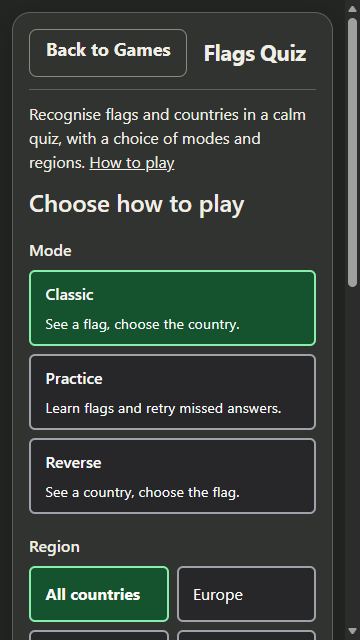 Back to Games
Flags Quiz
Recognise flags and countries in a calm
quiz, with a choice of modes and
regions. How to play
Choose how to play
Mode
Classic
See a flag, choose the country.
Practice
Learn flags and retry missed answers.
Reverse
See a country, choose the flag.
Region
All countries
Europe